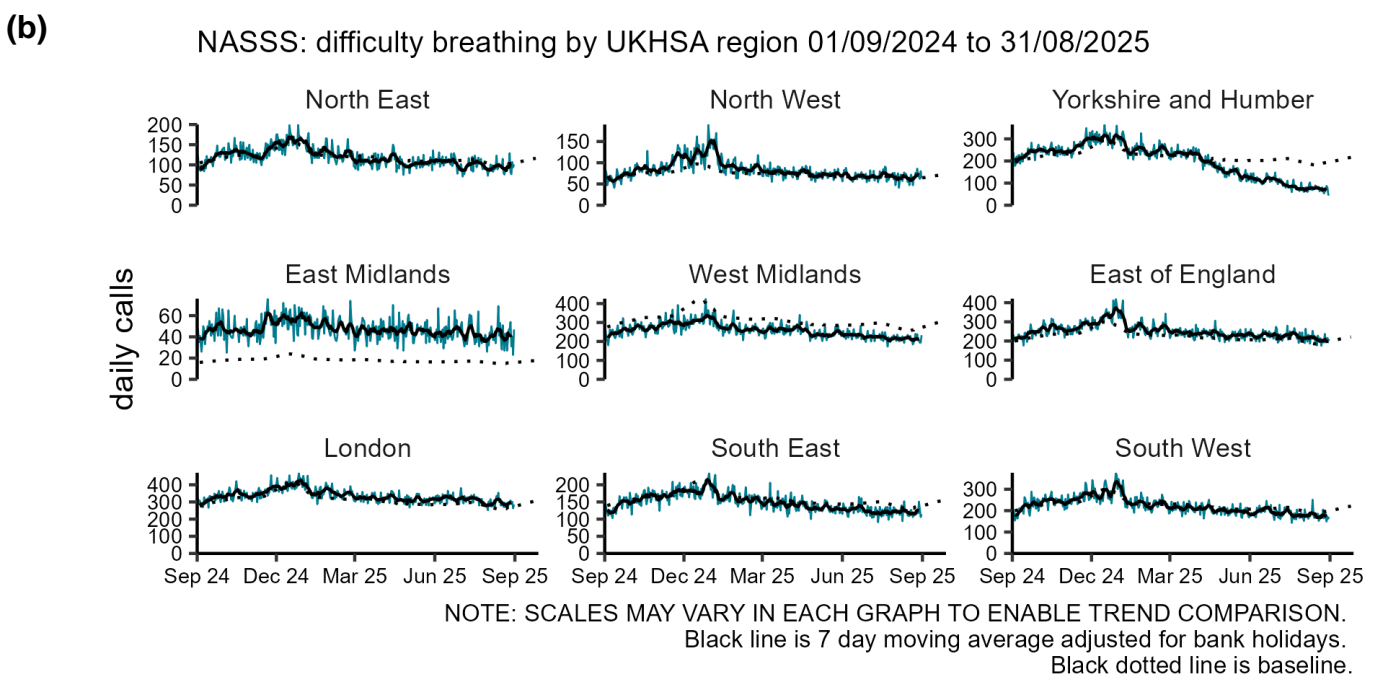 (b)
NASSS: difficulty breathing by UKHSA region 01/09/2024 to 31/08/2025
North East
North West
Yorkshire and Humber
200
150
100
50
0
150
100
50
0
300
200
100
0
daily calls
East Midlands
West Midlands
East of England
60
40
20
0
400
300
200
100
0
400
300
200
100
0
London
South East
South West
400
300
200
100
0
200
150
100
50
0
300
200
100
0
Sep 24 Dec 24 Mar 25 Jun 25 Sep 25
Sep 24 Dec 24 Mar 25 Jun 25 Sep 25
Sep 24 Dec 24 Mar 25 Jun 25 Sep 25
NOTE: SCALES MAY VARY IN EACH GRAPH TO ENABLE TREND COMPARISON.
Black line is 7 day moving average adjusted for bank holidays.
Black dotted line is baseline.